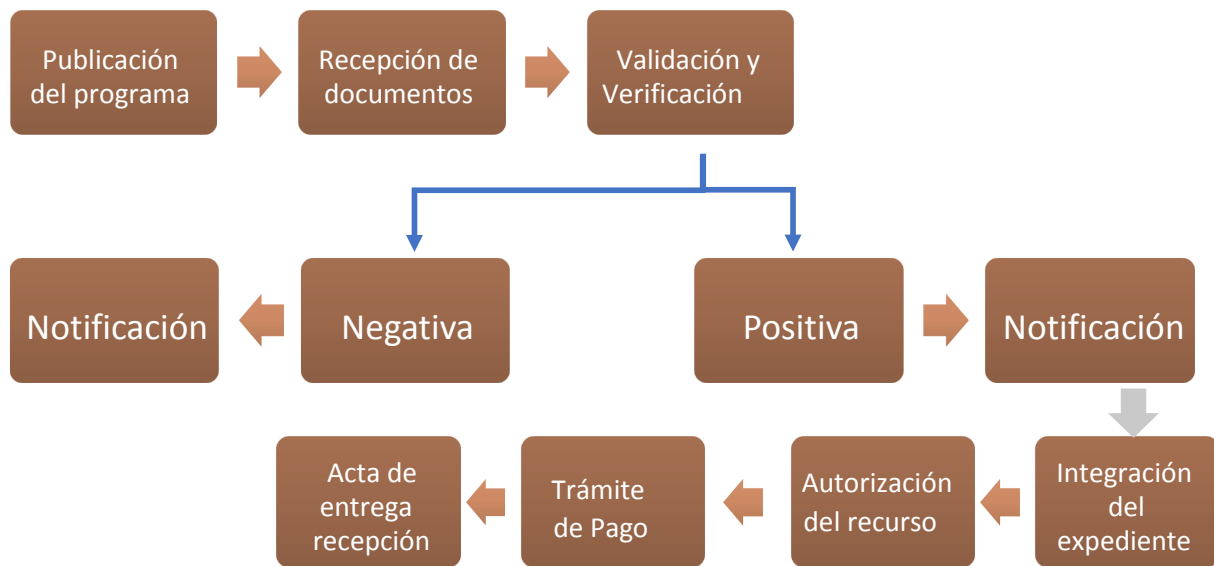 Publicación
del programa
Recepción de
documentos
Validación y
Verificación
Notificación
Negativa
Positiva
Notificación
Acta de
entrega
recepción
Trámite
de Pago
Autorización
del recurso
Integración
del
expediente